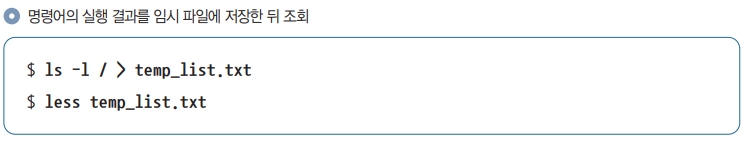 명령어의 실행 결과를 임시 파일에 저장한 뒤 조회
$ ls -l / > temp_list.txt
$ less temp_list.txt